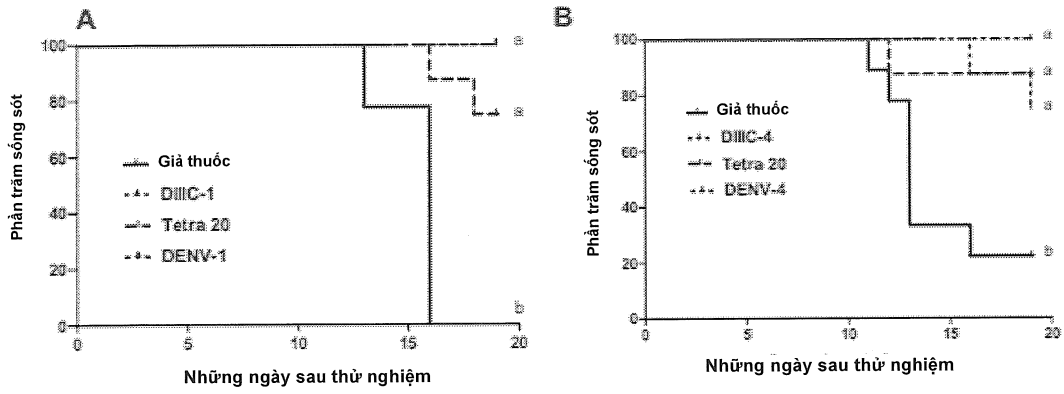 A
Phần trăm sống sót
100
80
60
40
20
0
Giả thuốc
DIIIC-1
Tetra 20
DENV-1
a
a
b
0 5 10 15 20
Những ngày sau thử nghiệm
B
Phần trăm sống sót
100
80
60
40
20
0
Giả thuốc
DIIIC-4
Tetra 20
DENV-4
a
a
a
b
0 5 10 15 20
Những ngày sau thử nghiệm